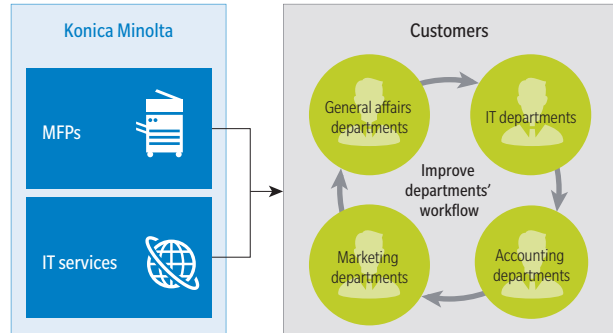 Konica Minolta
MFPs
IT services
Customers
General affairs
departments
IT departments
Improve
departments’
workflow
Marketing
departments
Accounting
departments